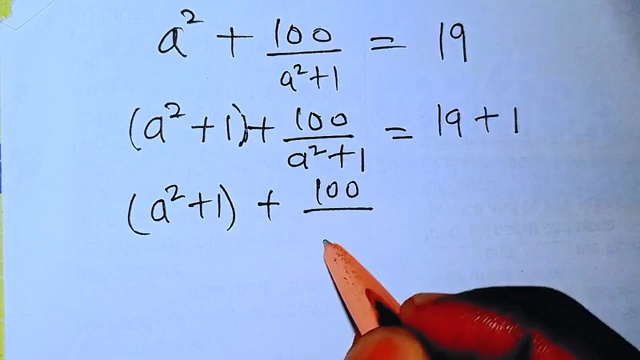 a² + 100/(a²+1) = 19
(a²+1) + 100/(a²+1) = 19+1
(a²+1) + 100/